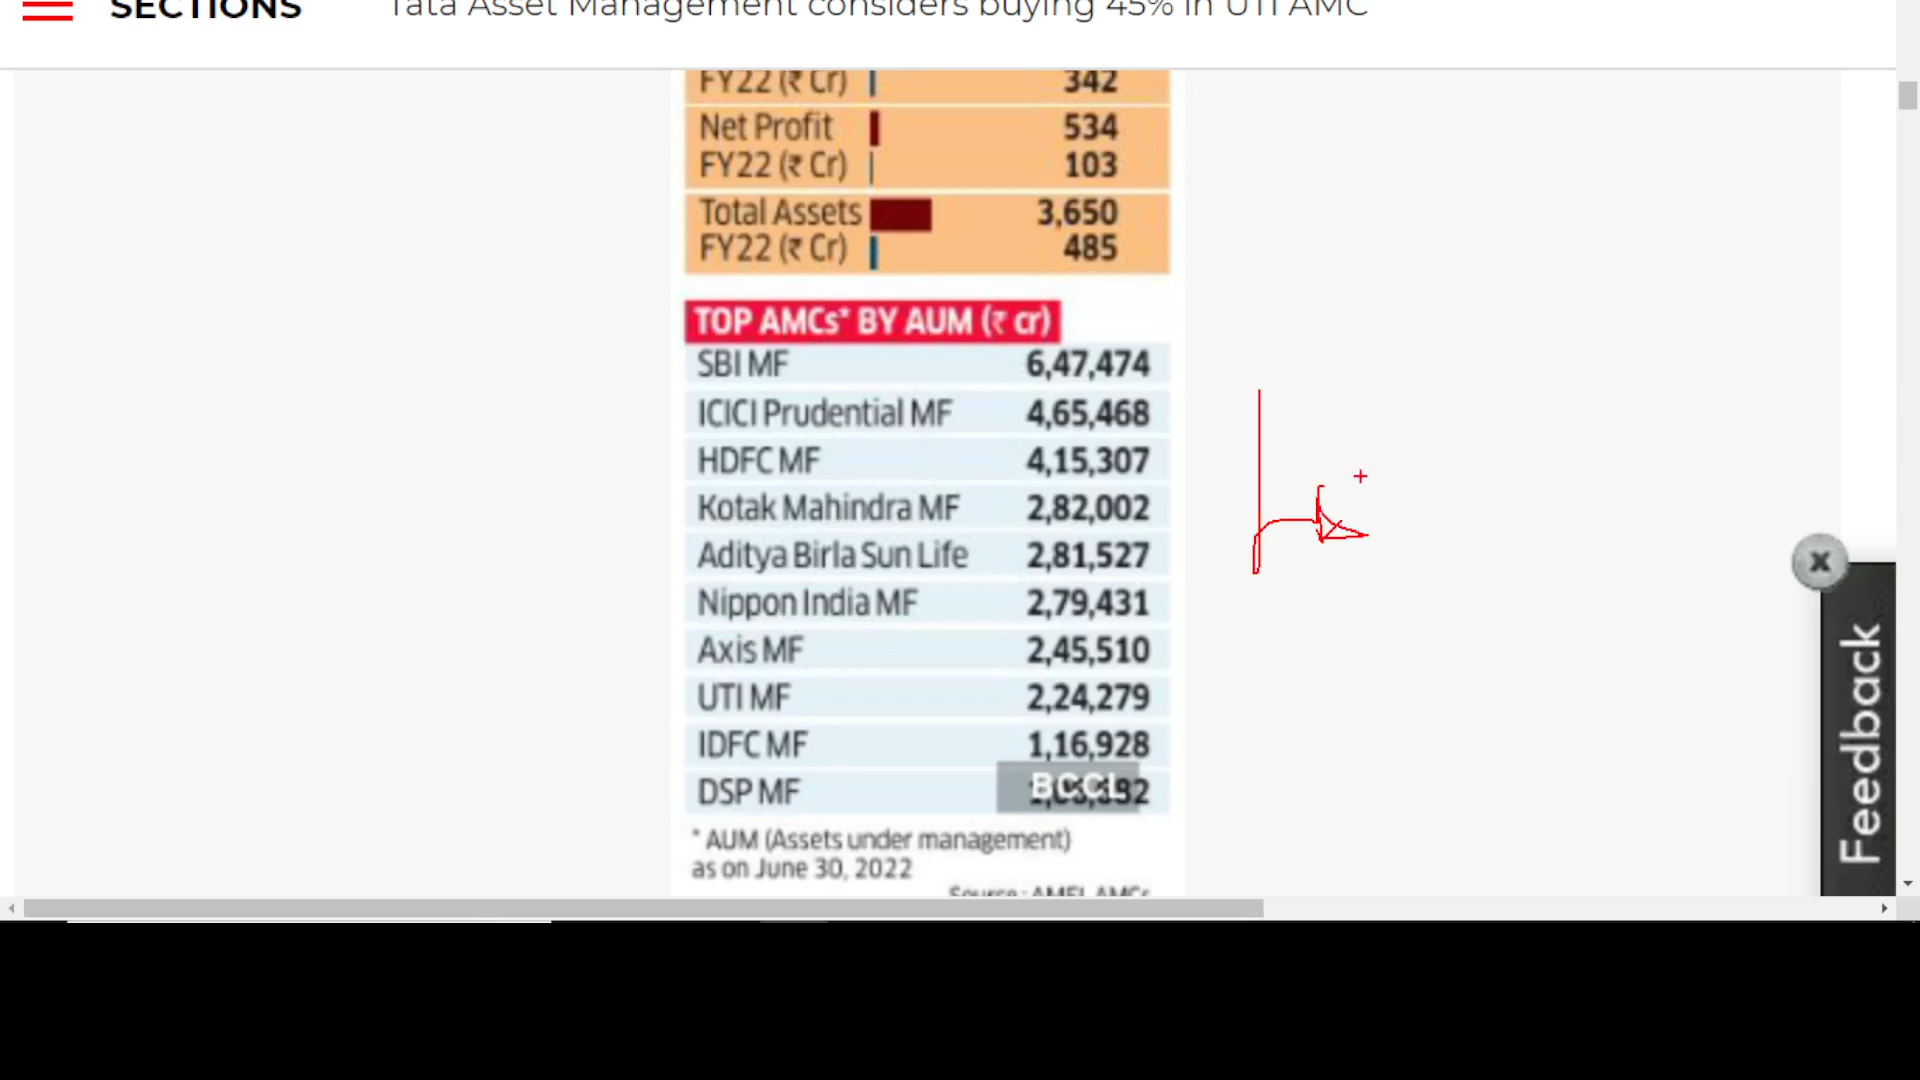 SECTIONS Tata Asset Management considers buying 45% in UTI AMC
FY22 (₹ Cr) 342
Net Profit 534
FY22 (₹ Cr) 103
Total Assets 3,650
FY22 (₹ Cr) 485
TOP AMCs* BY AUM (₹ cr)
SBI MF 6,47,474
ICICI Prudential MF 4,65,468
HDFC MF 4,15,307
Kotak Mahindra MF 2,82,002
Aditya Birla Sun Life 2,81,527
Nippon India MF 2,79,431
Axis MF 2,45,510
UTI MF 2,24,279
IDFC MF 1,16,928
DSP MF
BCCL
* AUM (Assets under management)
as on June 30, 2022
Source: AMFI, AMCs
x
Feedback